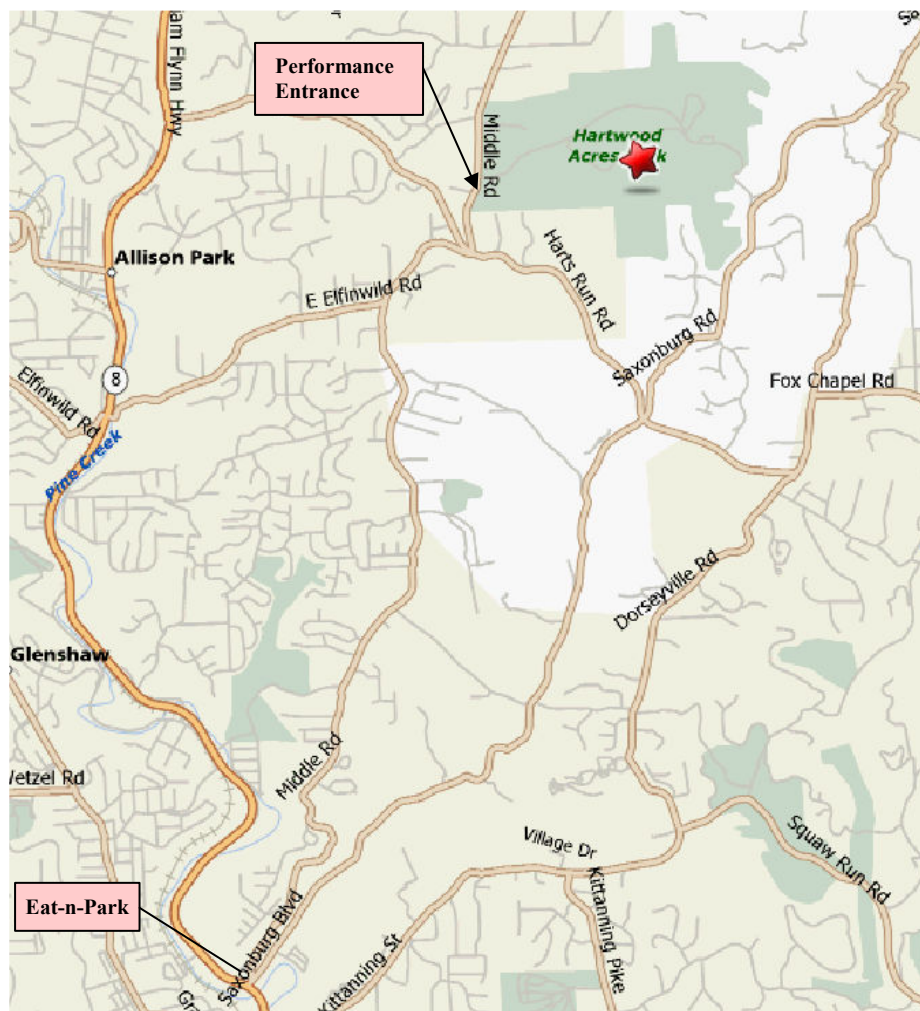 Flynn Hwy
Performance
Entrance
Middle Rd
Hartwood
Acres
Allison Park
Harts Run Rd
E Elfinwild Rd
Saxonburg Rd
8
Fox Chapel Rd
Elfinwild Rd
Pine Creek
Dorseyville Rd
Glenshaw
Middle Rd
Wetzel Rd
Village Dr
Squaw Run Rd
Kittanning Pike
Eat-n-Park
Saxonburg Blvd
Kittanning St